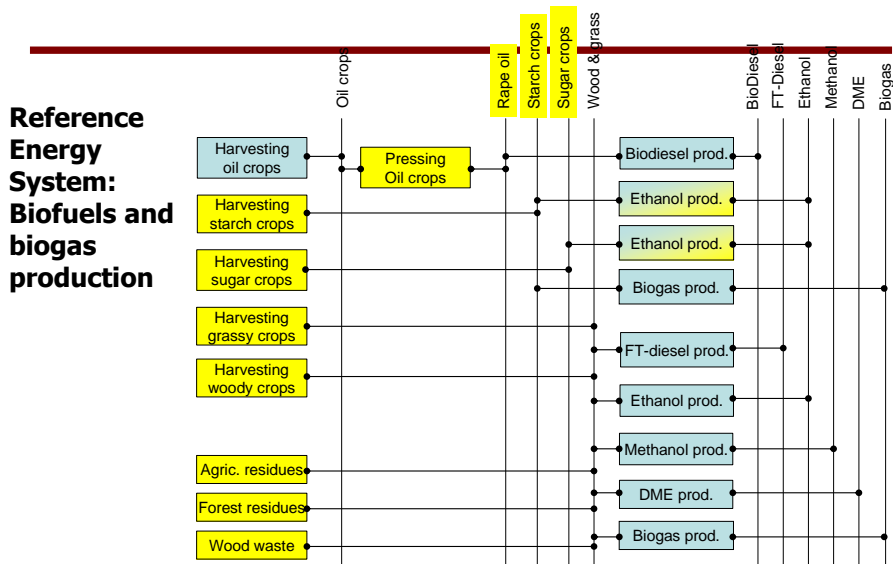 Oil crops
Rape oil
Starch crops
Sugar crops
Wood & grass
BioDiesel
FT-Diesel
Ethanol
Methanol
DME
Biogas
Reference
Energy
System:
Biofuels and
biogas
production
Harvesting
oil crops
Pressing
Oil crops
Biodiesel prod.
Harvesting
starch crops
Ethanol prod.
Ethanol prod.
Harvesting
sugar crops
Biogas prod.
Harvesting
grassy crops
FT-diesel prod.
Harvesting
woody crops
Ethanol prod.
Methanol prod.
Agric. residues
DME prod.
Forest residues
Biogas prod.
Wood waste